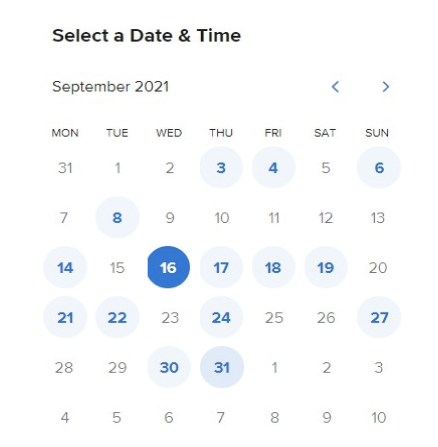 Select a Date & Time
September 2021
MON TUE WED THU FRI SAT SUN
31 1 2 3 4 5 6
7 8 9 10 11 12 13
14 15 16 17 18 19 20
21 22 23 24 25 26 27
28 29 30 31 1 2 3
4 5 6 7 8 9 10